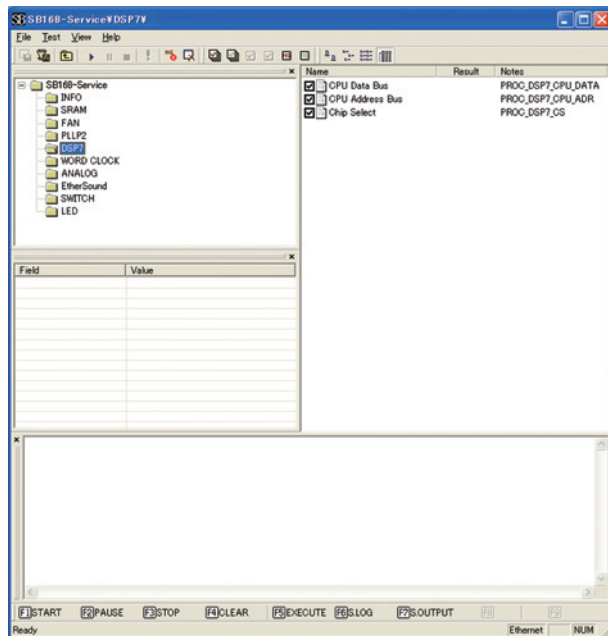 SB168-Service¥DSP7¥
File Test View Help
Name Result Notes
SB168-Service
INFO
SRAM
FAN
PLLP2
DSP7
WORD CLOCK
ANALOG
EtherSound
SWITCH
LED
CPU Data Bus PROC_DSP7_CPU_DATA
CPU Address Bus PROC_DSP7_CPU_ADR
Chip Select PROC_DSP7_CS
Field Value
F1 START F2 PAUSE F3 STOP F4 CLEAR F5 EXECUTE F6 S.LOG F7 S.OUTPUT F8 F9
Ready Ethernet NUM